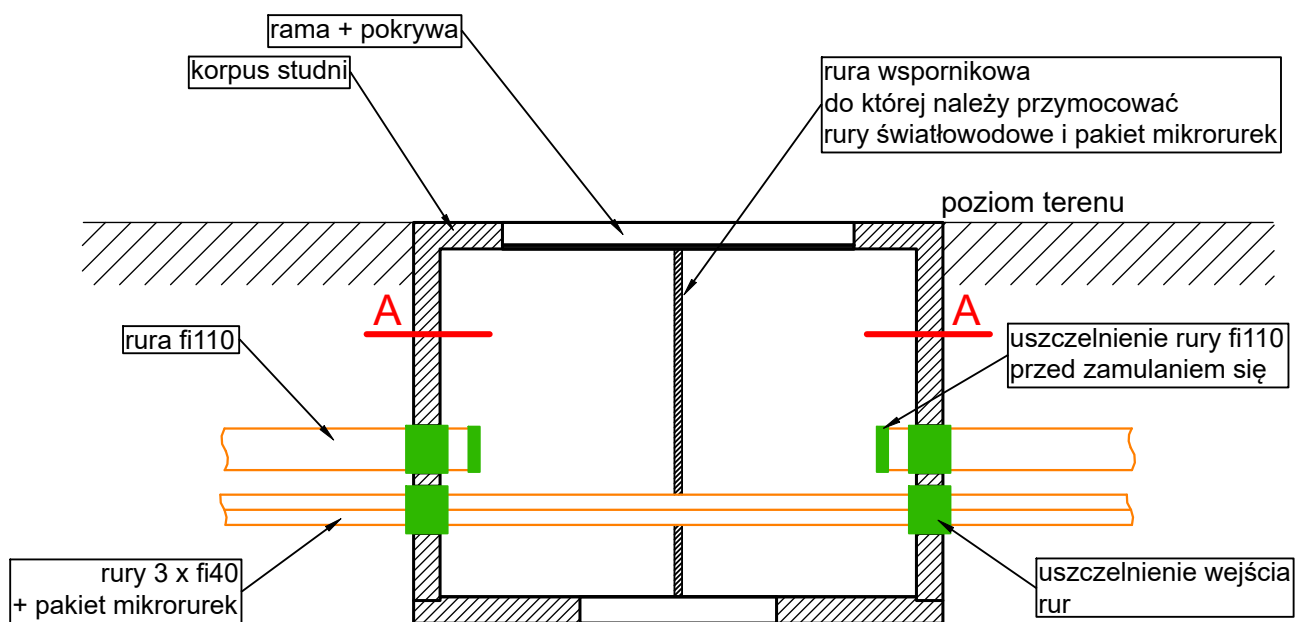 rama + pokrywa
korpus studni
rura wspornikowa
do której należy przymocować
rury światłowodowe i pakiet mikrorurek
poziom terenu
A
A
rura fi110
uszczelnienie rury fi110
przed zamulaniem się
rury 3 x fi40
+ pakiet mikrorurek
uszczelnienie wejścia
rur